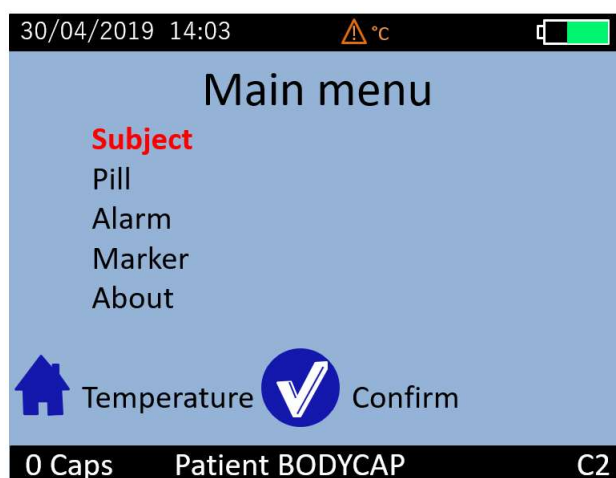 30/04/2019 14:03 °C
Main menu
Subject
Pill
Alarm
Marker
About
Temperature Confirm
0 Caps Patient BODYCAP C2